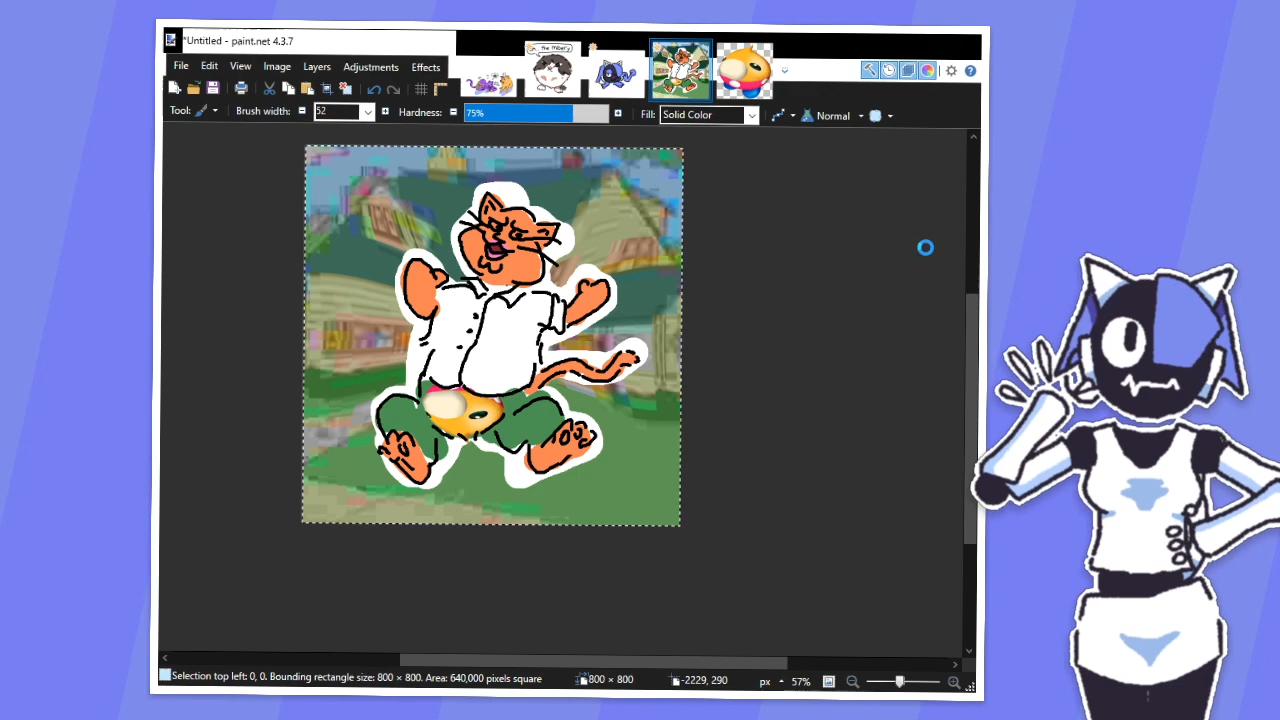 *Untitled - paint.net 4.3.7
File Edit View Image Layers Adjustments Effects
Tool: Brush width: 52 Hardness: 75% Fill: Solid Color Normal
Selection top left: 0, 0. Bounding rectangle size: 800 × 800. Area: 640,000 pixels square 800 × 800 -2229, 290 px 57%